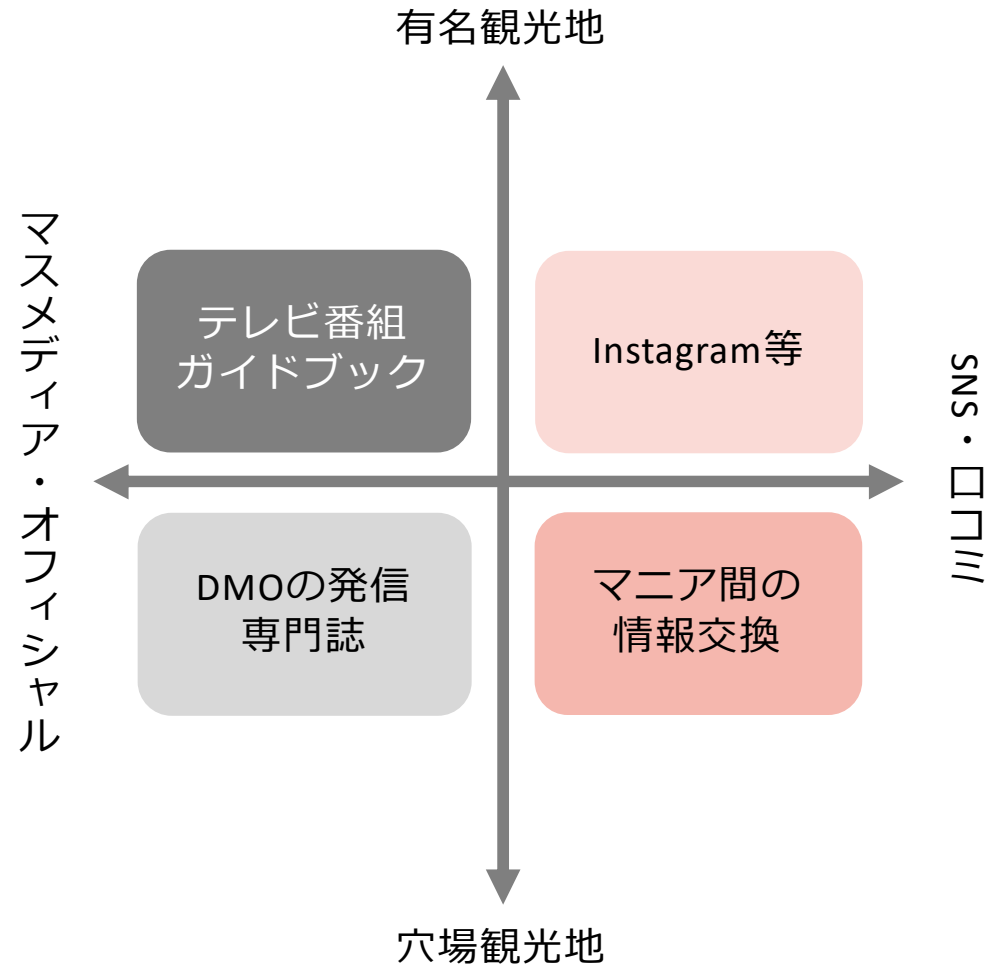 有名観光地
マスメディア・オフィシャル
テレビ番組
ガイドブック
Instagram等
SNS・口コミ
DMOの発信
専門誌
マニア間の
情報交換
穴場観光地